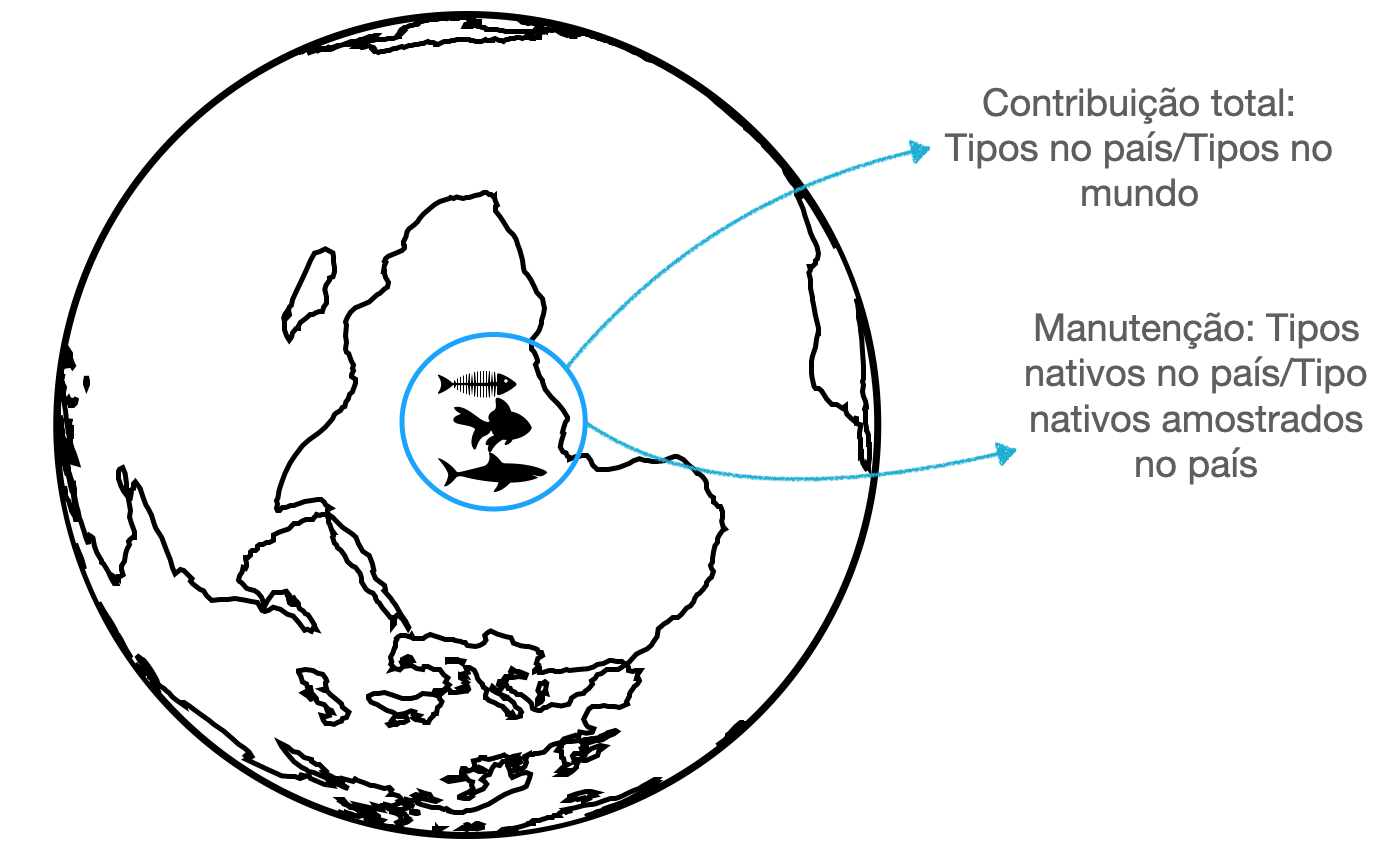 Contribuição total:
Tipos no país/Tipos no
mundo
Manutenção: Tipos
nativos no país/Tipo
nativos amostrados
no país